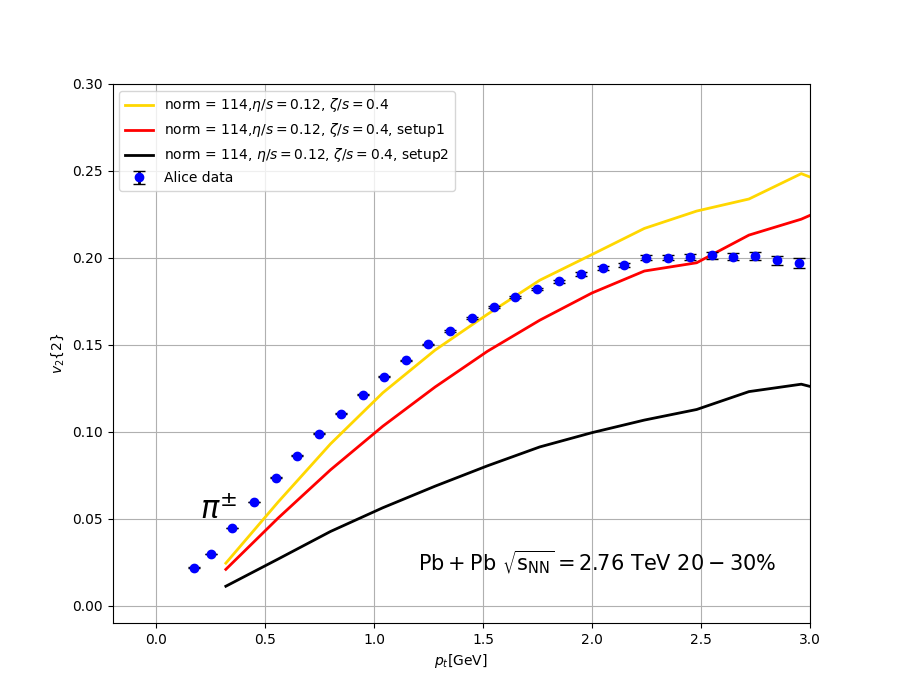 0.30
0.25
0.20
0.15
0.10
0.05
0.00
v₂{2}
norm = 114,η/s = 0.12, ζ/s = 0.4
norm = 114,η/s = 0.12, ζ/s = 0.4, setup1
norm = 114, η/s = 0.12, ζ/s = 0.4, setup2
Alice data
π±
Pb + Pb √sNN = 2.76 TeV 20 − 30%
0.0 0.5 1.0 1.5 2.0 2.5 3.0
pₜ[GeV]